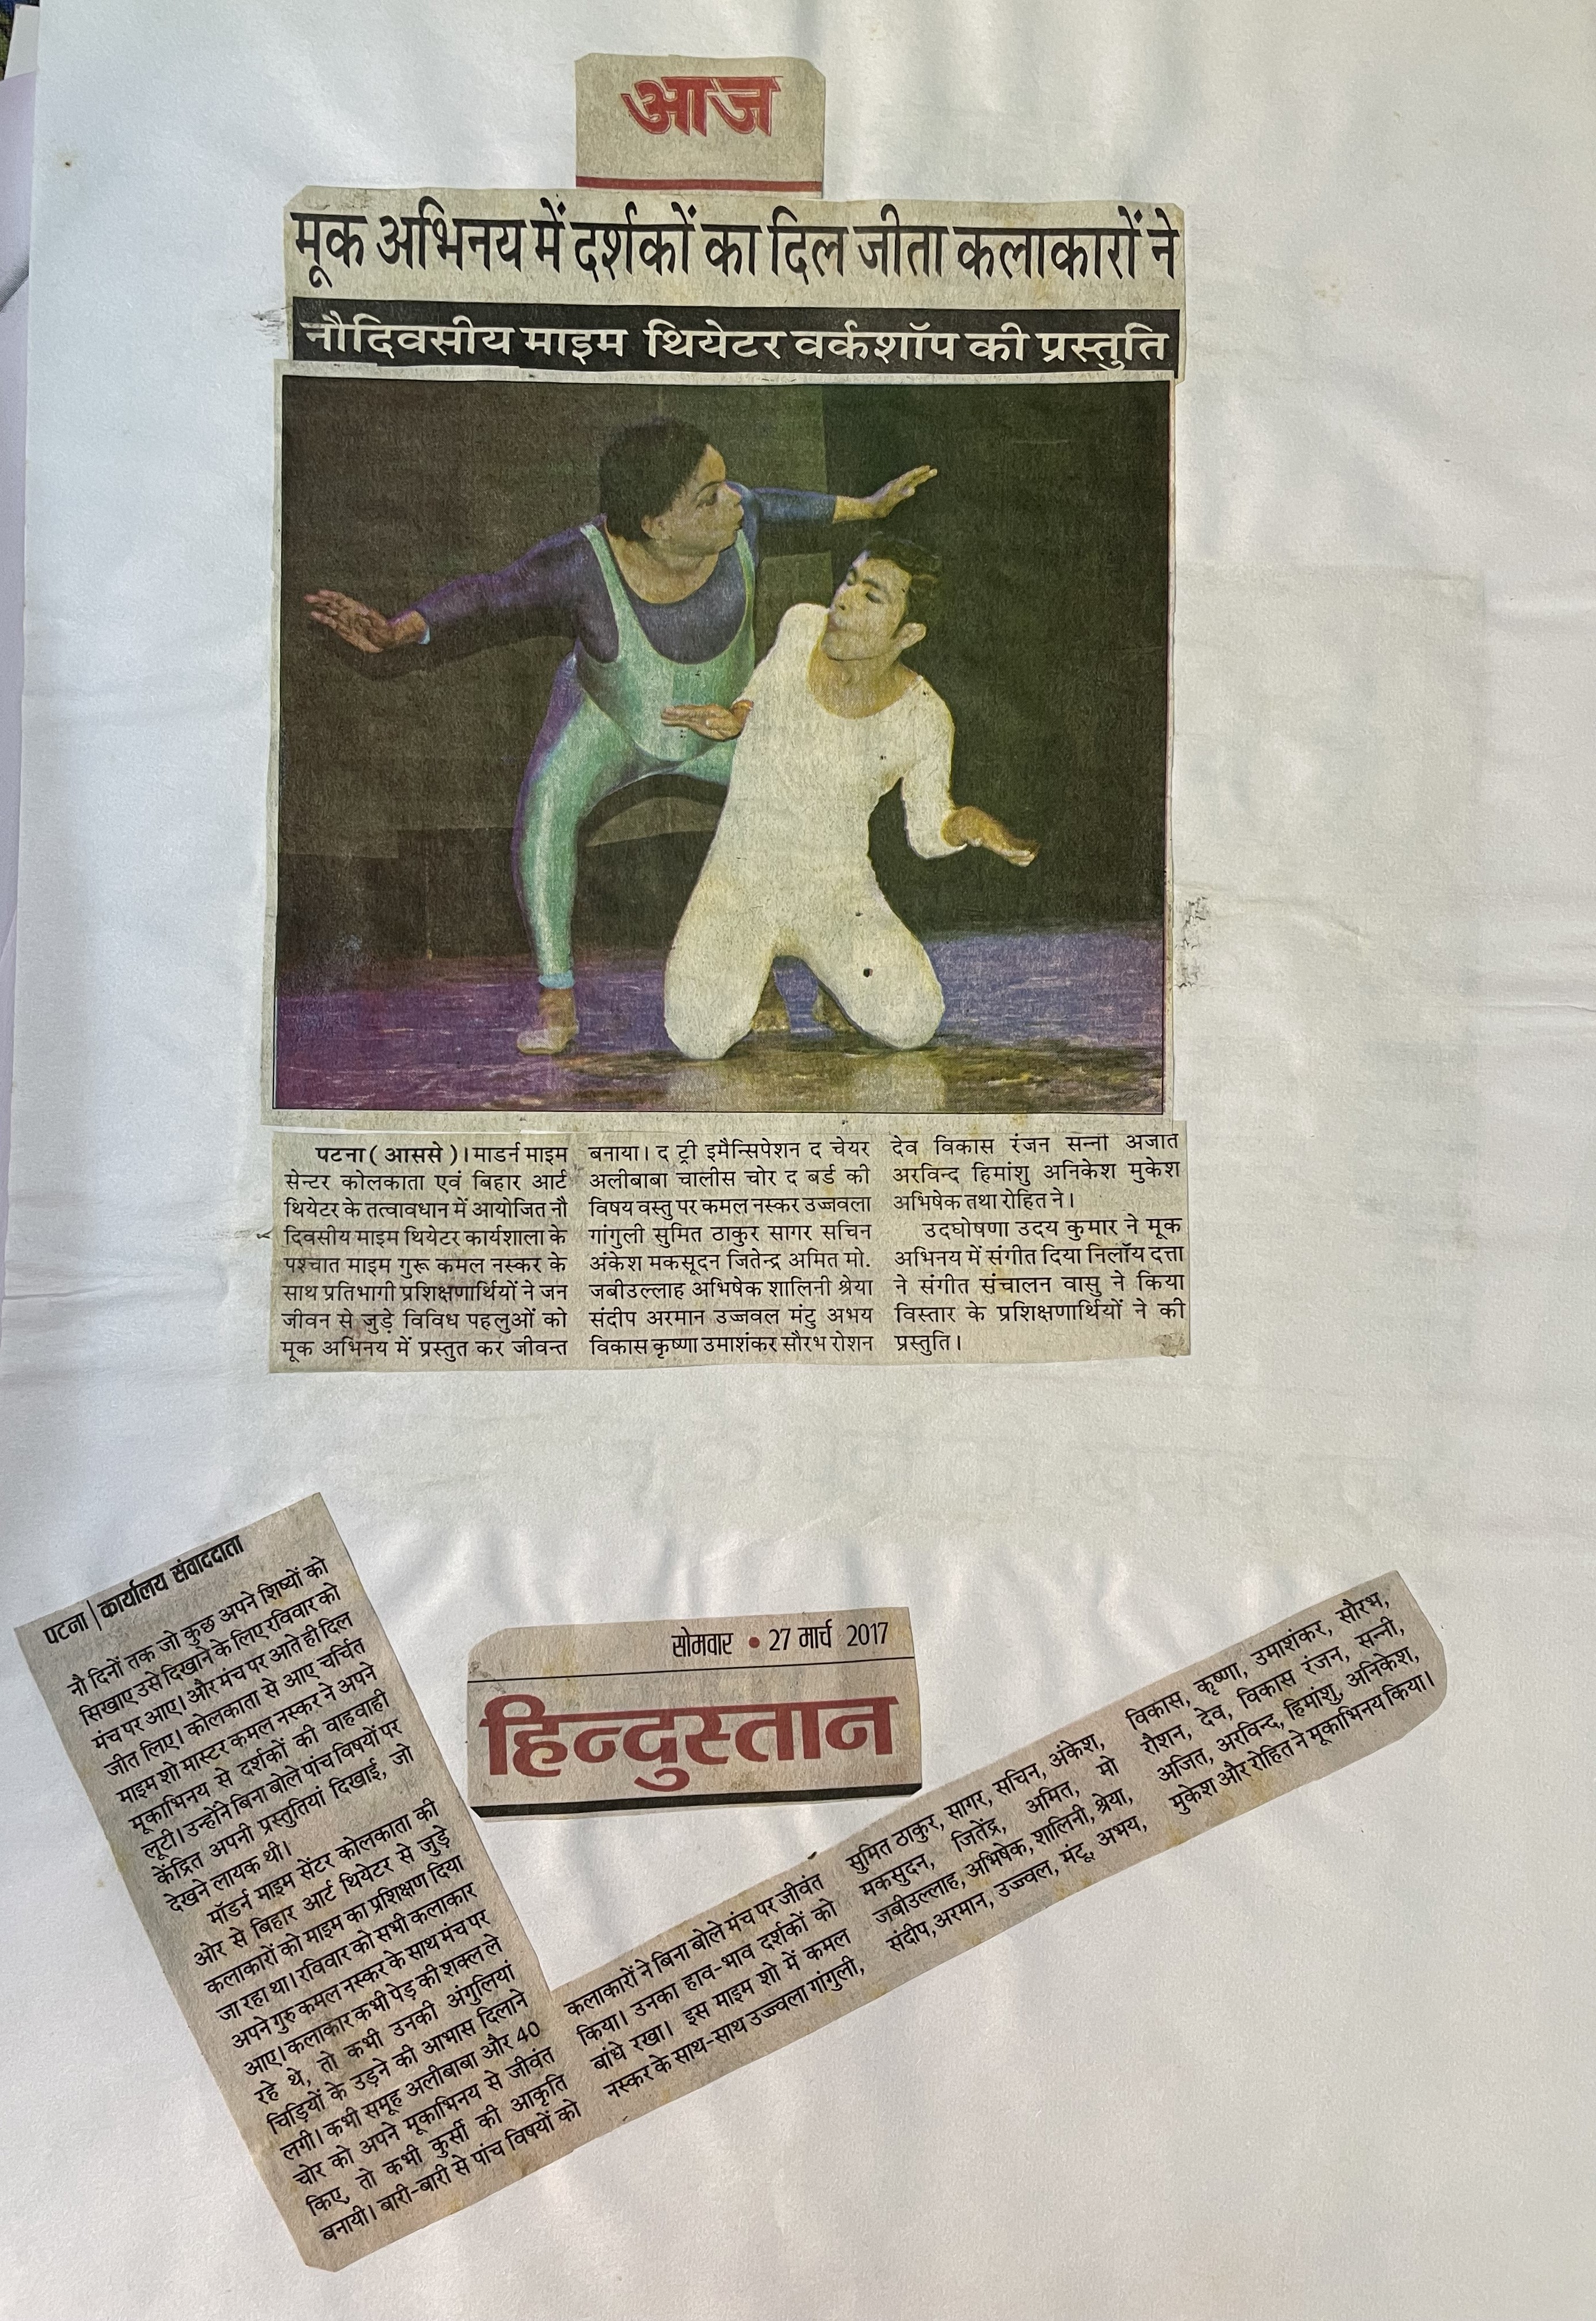 आज
मूक अभिनय में दर्शकों का दिल जीता कलाकारों ने
नौदिवसीय माइम थियेटर वर्कशॉप की प्रस्तुति
पटना ( आससे )। माडर्न माइम
सेन्टर कोलकाता एवं बिहार आर्ट
थियेटर के तत्वावधान में आयोजित नौ
दिवसीय माइम थियेटर कार्यशाला के
पश्चात माइम गुरू कमल नस्कर के
साथ प्रतिभागी प्रशिक्षणार्थियों ने जन
जीवन से जुड़े विविध पहलुओं को
मूक अभिनय में प्रस्तुत कर जीवन्त
बनाया। द ट्री इमैन्सिपेशन द चेयर
अलीबाबा चालीस चोर द बर्ड की
विषय वस्तु पर कमल नस्कर उज्जवला
गांगुली सुमित ठाकुर सागर सचिन
अंकेश मकसूदन जितेन्द्र अमित मो.
जबीउल्लाह अभिषेक शालिनी श्रेया
संदीप अरमान उज्जवल मंटु अभय
विकास कृष्णा उमाशंकर सौरभ रोशन
देव विकास रंजन सन्नी अजात
अरविन्द हिमांशु अनिकेश मुकेश
अभिषेक तथा रोहित ने।
उदघोषणा उदय कुमार ने मूक
अभिनय में संगीत दिया निलॉय दत्ता
ने संगीत संचालन वासु ने किया
विस्तार के प्रशिक्षणार्थियों ने की
प्रस्तुति।
सोमवार • 27 मार्च 2017
हिन्दुस्तान
पटना | कार्यालय संवाददाता
नौ दिनों तक जो कुछ अपने शिष्यों को
सिखाए उसे दिखाने के लिए रविवार को
मंच पर आए। और मंच पर आते ही दिल
जीत लिए। कोलकाता से आए चर्चित
माइम शो मास्टर कमल नस्कर ने अपने
मूकाभिनय से दर्शकों की वाहवाही
लूटी। उन्होंने बिना बोले पांच विषयों पर
केंद्रित अपनी प्रस्तुतियां दिखाई, जो
देखने लायक थी।
मॉडर्न माइम सेंटर कोलकाता की
ओर से बिहार आर्ट थियेटर से जुड़े
कलाकारों को माइम का प्रशिक्षण दिया
जा रहा था। रविवार को सभी कलाकार
अपने गुरु कमल नस्कर के साथ मंच पर
आए। कलाकार कभी पेड़ की शक्ल ले
रहे थे, तो कभी उनकी अंगुलियां
चिड़ियों के उड़ने की आभास दिलाने
लगी। कभी समूह अलीबाबा और 40
चोर को अपने मूकाभिनय से जीवंत
किए, तो कभी कुर्सी की आकृति
बनायी। बारी-बारी से पांच विषयों को
कलाकारों ने बिना बोले मंच पर जीवंत
किया। उनका हाव-भाव दर्शकों को
बांधे रखा। इस माइम शो में कमल
नस्कर के साथ-साथ उज्ज्वला गांगुली,
सुमित ठाकुर, सागर, सचिन, अंकेश,
मकसुदन, जितेंद्र, अमित, मो
जबीउल्लाह, अभिषेक, शालिनी, श्रेया,
संदीप, अरमान, उज्ज्वल, मंटू, अभय,
विकास, कृष्णा, उमाशंकर, सौरभ,
रौशन, देव, विकास रंजन, सन्नी,
अजित, अरविन्द, हिमांशु, अनिकेश,
मुकेश और रोहित ने मूकाभिनय किया।